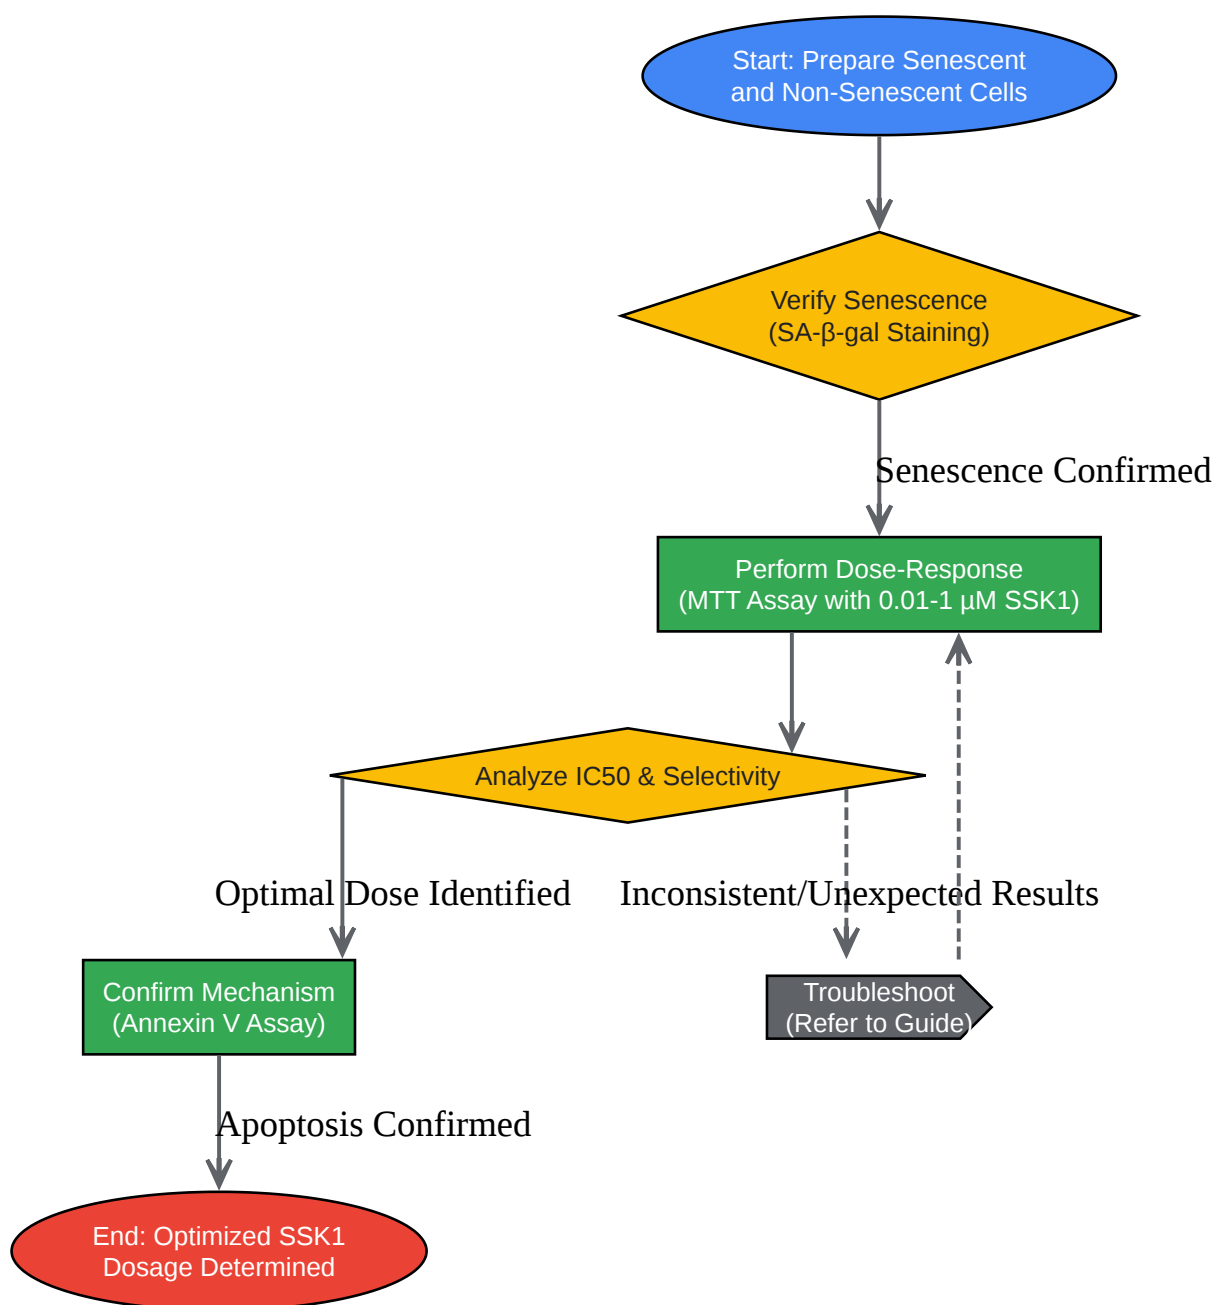 Start: Prepare Senescent
and Non-Senescent Cells
Verify Senescence
(SA-β-gal Staining)
Senescence Confirmed
Perform Dose-Response
(MTT Assay with 0.01-1 µM SSK1)
Analyze IC50 & Selectivity
Optimal Dose Identified
Inconsistent/Unexpected Results
Confirm Mechanism
(Annexin V Assay)
Troubleshoot
(Refer to Guide)
Apoptosis Confirmed
End: Optimized SSK1
Dosage Determined